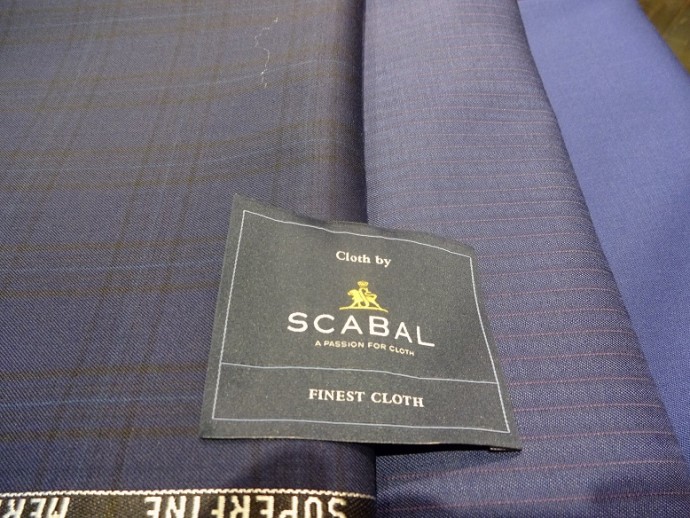 Cloth by
SCABAL
A PASSION FOR CLOTH
FINEST CLOTH
SUPERFINE